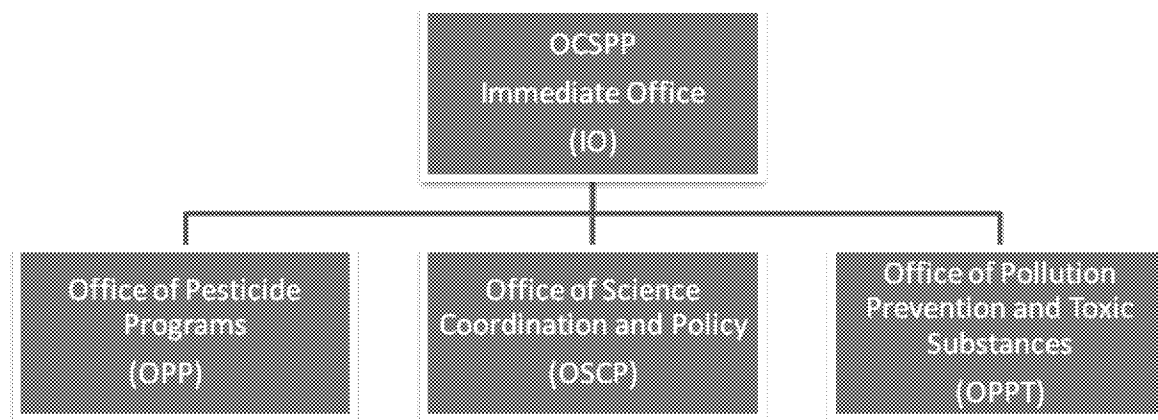 OCSPP
Immediate Office
(IO)
Office of Pesticide
Programs
(OPP)
Office of Science
Coordination and Policy
(OSCP)
Office of Pollution
Prevention and Toxic
Substances
(OPPT)